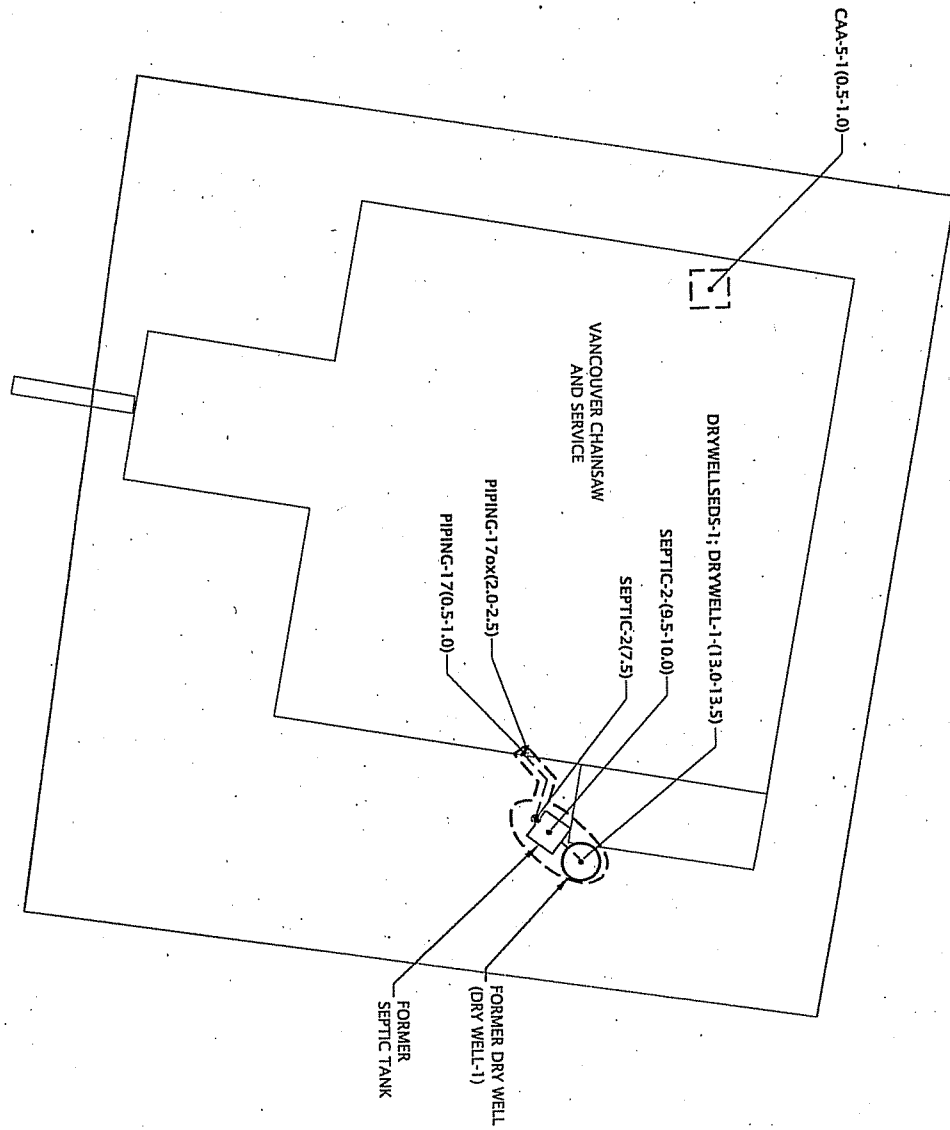 CAA-5-1(0.5-1.0)
DRYWELLSEDS-1; DRYWELL-1-(13.0-13.5)
SEPTIC-2-(9.5-10.0)
SEPTIC-2(7.5)
VANCOUVER CHAINSAW
AND SERVICE
PIPING-17ox(2.0-2.5)
PIPING-17(0.5-1.0)
FORMER DRY WELL
(DRY WELL-1)
FORMER
SEPTIC TANK